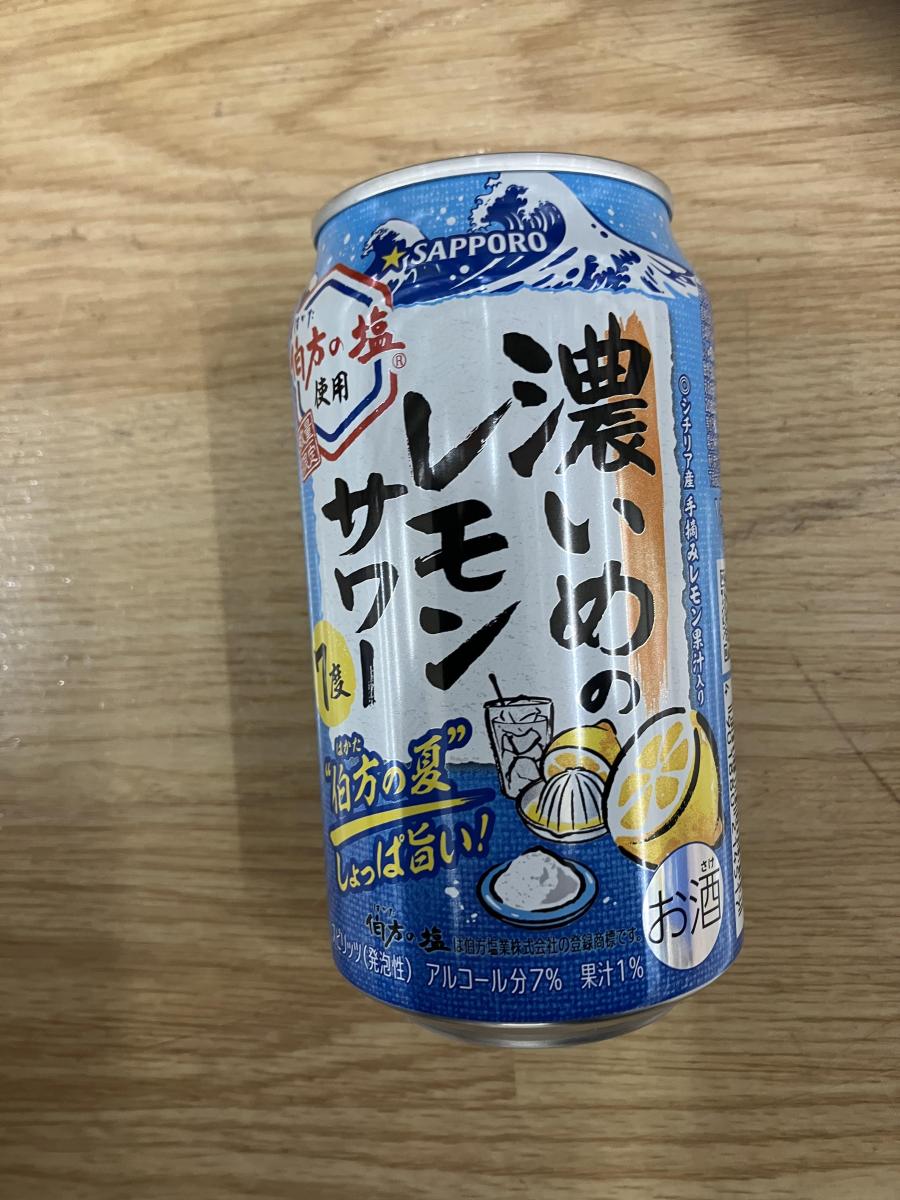 SAPPORO
はかた
伯方の塩®
使用
濃いめの
レモン
サワー
◎シチリア産 手摘みレモン果汁入り
7度
はかた
“伯方の夏”
しょっぱ旨い!
さけ
お酒
はかた
伯方の塩は伯方塩業株式会社の登録商標です。
スピリッツ(発泡性) アルコール分7% 果汁1%